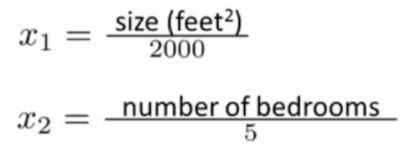 x₁ = size (feet²) / 2000
x₂ = number of bedrooms / 5